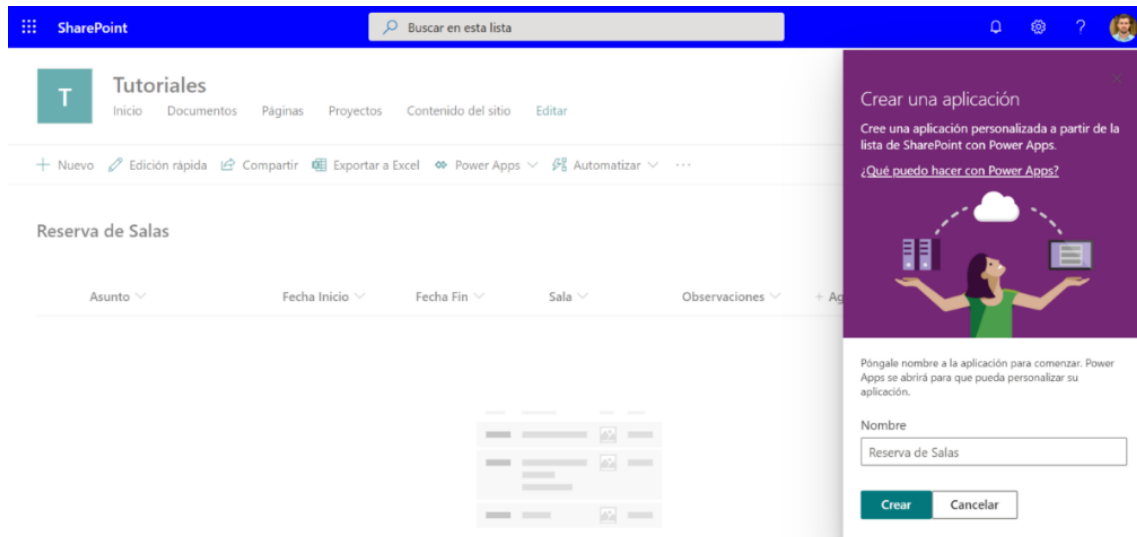 SharePoint
Buscar en esta lista
?
T
Tutoriales
Inicio Documentos Páginas Proyectos Contenido del sitio Editar
+ Nuevo Edición rápida Compartir Exportar a Excel Power Apps Automatizar ...
Reserva de Salas
Asunto Fecha Inicio Fecha Fin Sala Observaciones + Ag
Crear una aplicación
Cree una aplicación personalizada a partir de la
lista de SharePoint con Power Apps.
¿Qué puedo hacer con Power Apps?
Póngale nombre a la aplicación para comenzar. Power
Apps se abrirá para que pueda personalizar su
aplicación.
Nombre
Reserva de Salas
Crear Cancelar